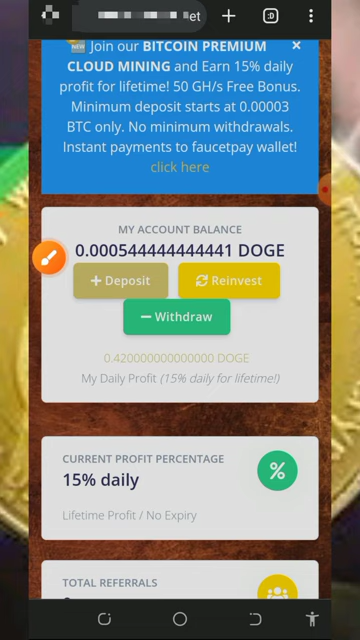 et
NEW
Join our BITCOIN PREMIUM
CLOUD MINING and Earn 15% daily
profit for lifetime! 50 GH/s Free Bonus.
Minimum deposit starts at 0.00003
BTC only. No minimum withdrawals.
Instant payments to faucetpay wallet!
click here
MY ACCOUNT BALANCE
0.000544444444441 DOGE
Deposit
Reinvest
Withdraw
0.420000000000000 DOGE
My Daily Profit (15% daily for lifetime!)
CURRENT PROFIT PERCENTAGE
15% daily
%
Lifetime Profit / No Expiry
TOTAL REFERRALS